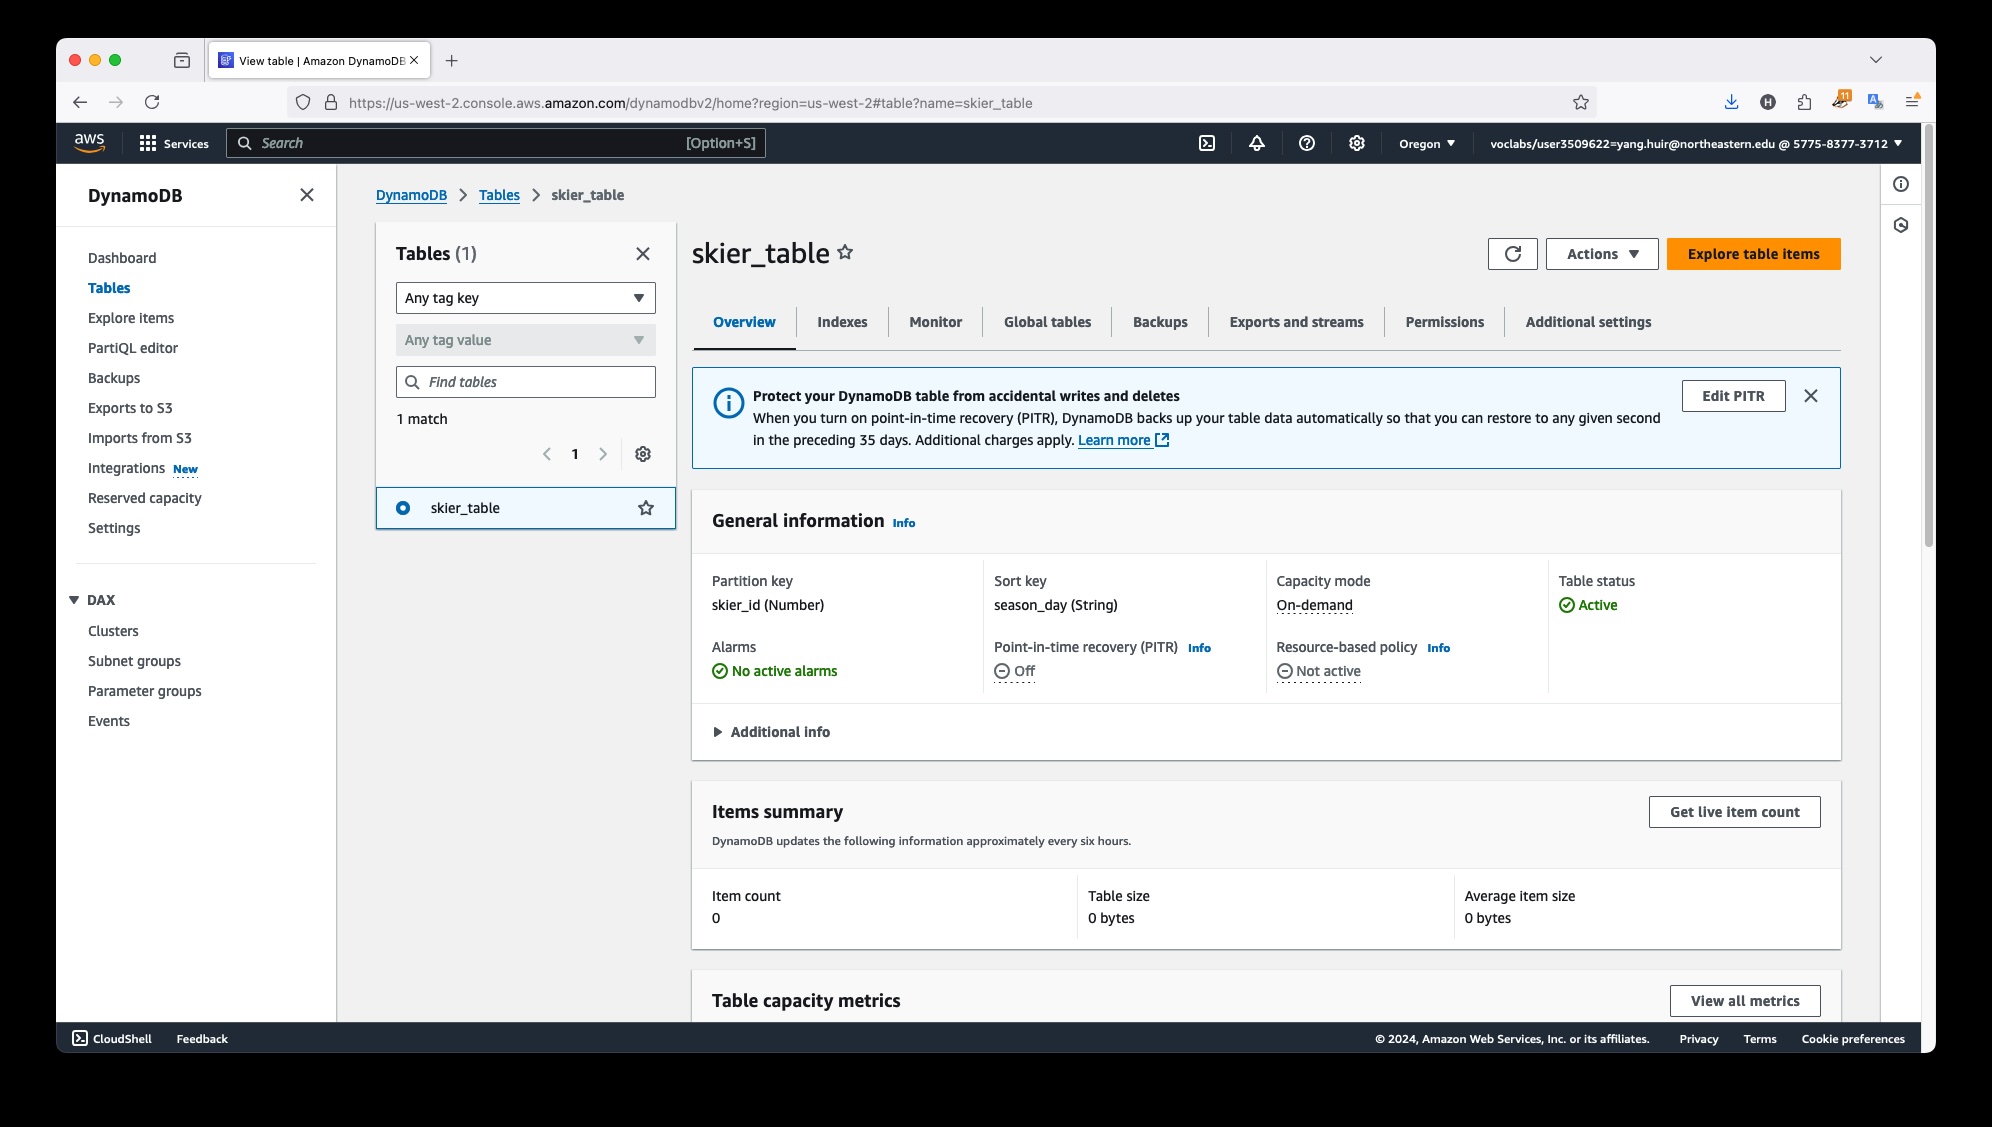 View table | Amazon DynamoDB
https://us-west-2.console.aws.amazon.com/dynamodbv2/home?region=us-west-2#table?name=skier_table
H
11
aws
Services
Search
[Option+S]
Oregon
voclabs/user3509622=yang.huir@northeastern.edu @ 5775-8377-3712
DynamoDB
Dashboard
Tables
Explore items
PartiQL editor
Backups
Exports to S3
Imports from S3
Integrations New
Reserved capacity
Settings
DAX
Clusters
Subnet groups
Parameter groups
Events
DynamoDB > Tables > skier_table
Tables (1)
Any tag key
Any tag value
Find tables
1 match
1
skier_table
skier_table
Actions
Explore table items
Overview
Indexes
Monitor
Global tables
Backups
Exports and streams
Permissions
Additional settings
Protect your DynamoDB table from accidental writes and deletes
When you turn on point-in-time recovery (PITR), DynamoDB backs up your table data automatically so that you can restore to any given second
in the preceding 35 days. Additional charges apply. Learn more
Edit PITR
General information Info
Partition key
skier_id (Number)
Sort key
season_day (String)
Capacity mode
On-demand
Table status
Active
Alarms
No active alarms
Point-in-time recovery (PITR) Info
Off
Resource-based policy Info
Not active
Additional info
Items summary
Get live item count
DynamoDB updates the following information approximately every six hours.
Item count
0
Table size
0 bytes
Average item size
0 bytes
Table capacity metrics
View all metrics
CloudShell
Feedback
© 2024, Amazon Web Services, Inc. or its affiliates.
Privacy
Terms
Cookie preferences